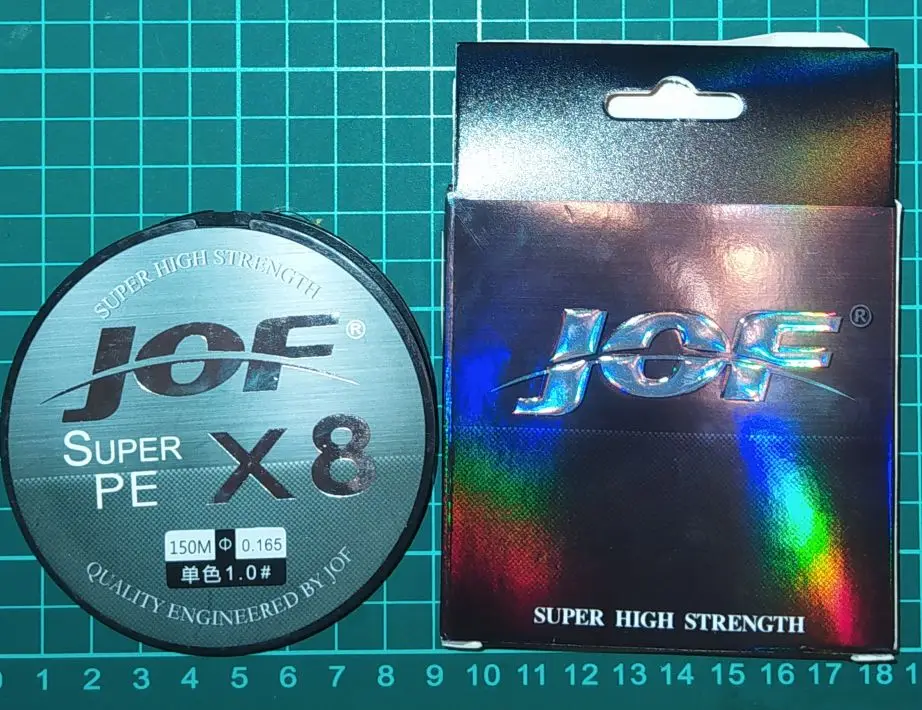 SUPER HIGH STRENGTH
JOF®
SUPER
PE
X8
150M Φ 0.165
单色1.0#
QUALITY ENGINEERED BY JOF
JOF®
SUPER HIGH STRENGTH
1 2 3 4 5 6 7 8 9 10 11 12 13 14 15 16 17 18